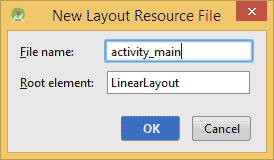 New Layout Resource File
File name: activity_main
Root element: LinearLayout
OK Cancel